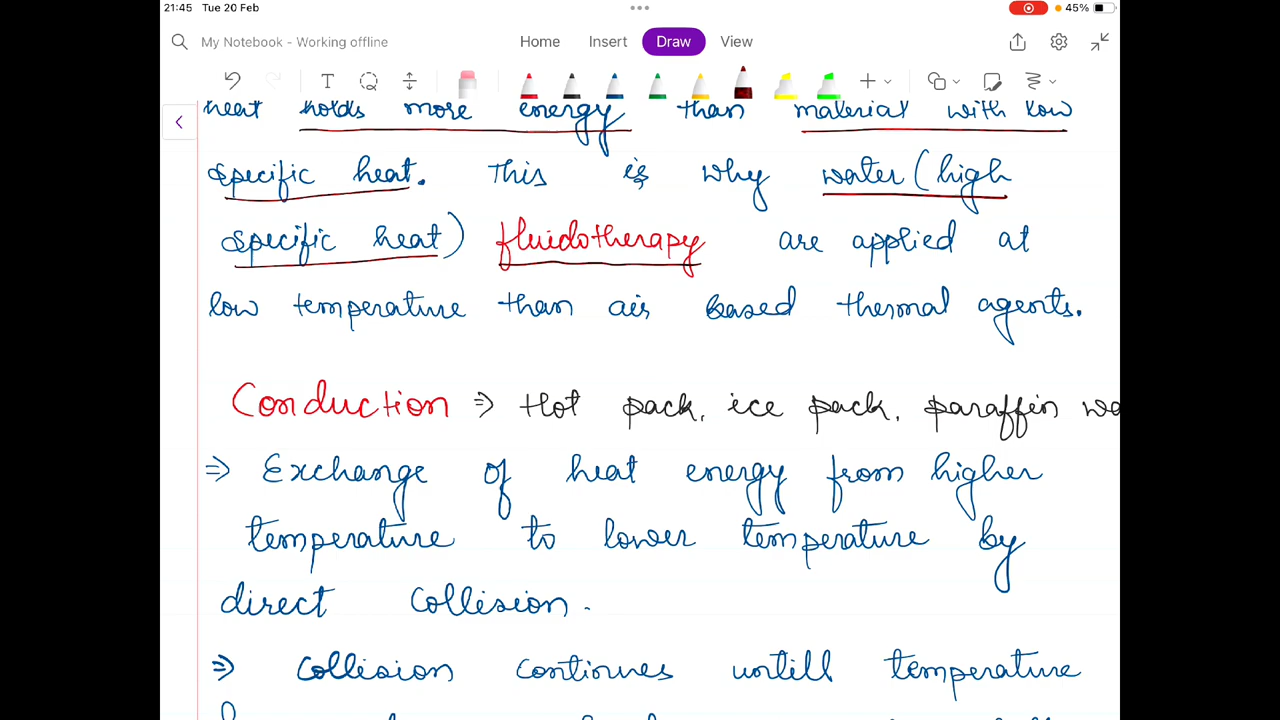 21:45 Tue 20 Feb
45%
My Notebook - Working offline
Home Insert Draw View
heat holds more energy than material with low
specific heat. This is why water (high
specific heat) fluidotherapy are applied at
low temperature than air based thermal agents.
Conduction ⇒ Hot pack, ice pack, paraffin
⇒ Exchange of heat energy from higher
temperature to lower temperature by
direct collision.
⇒ collision continues untill temperature